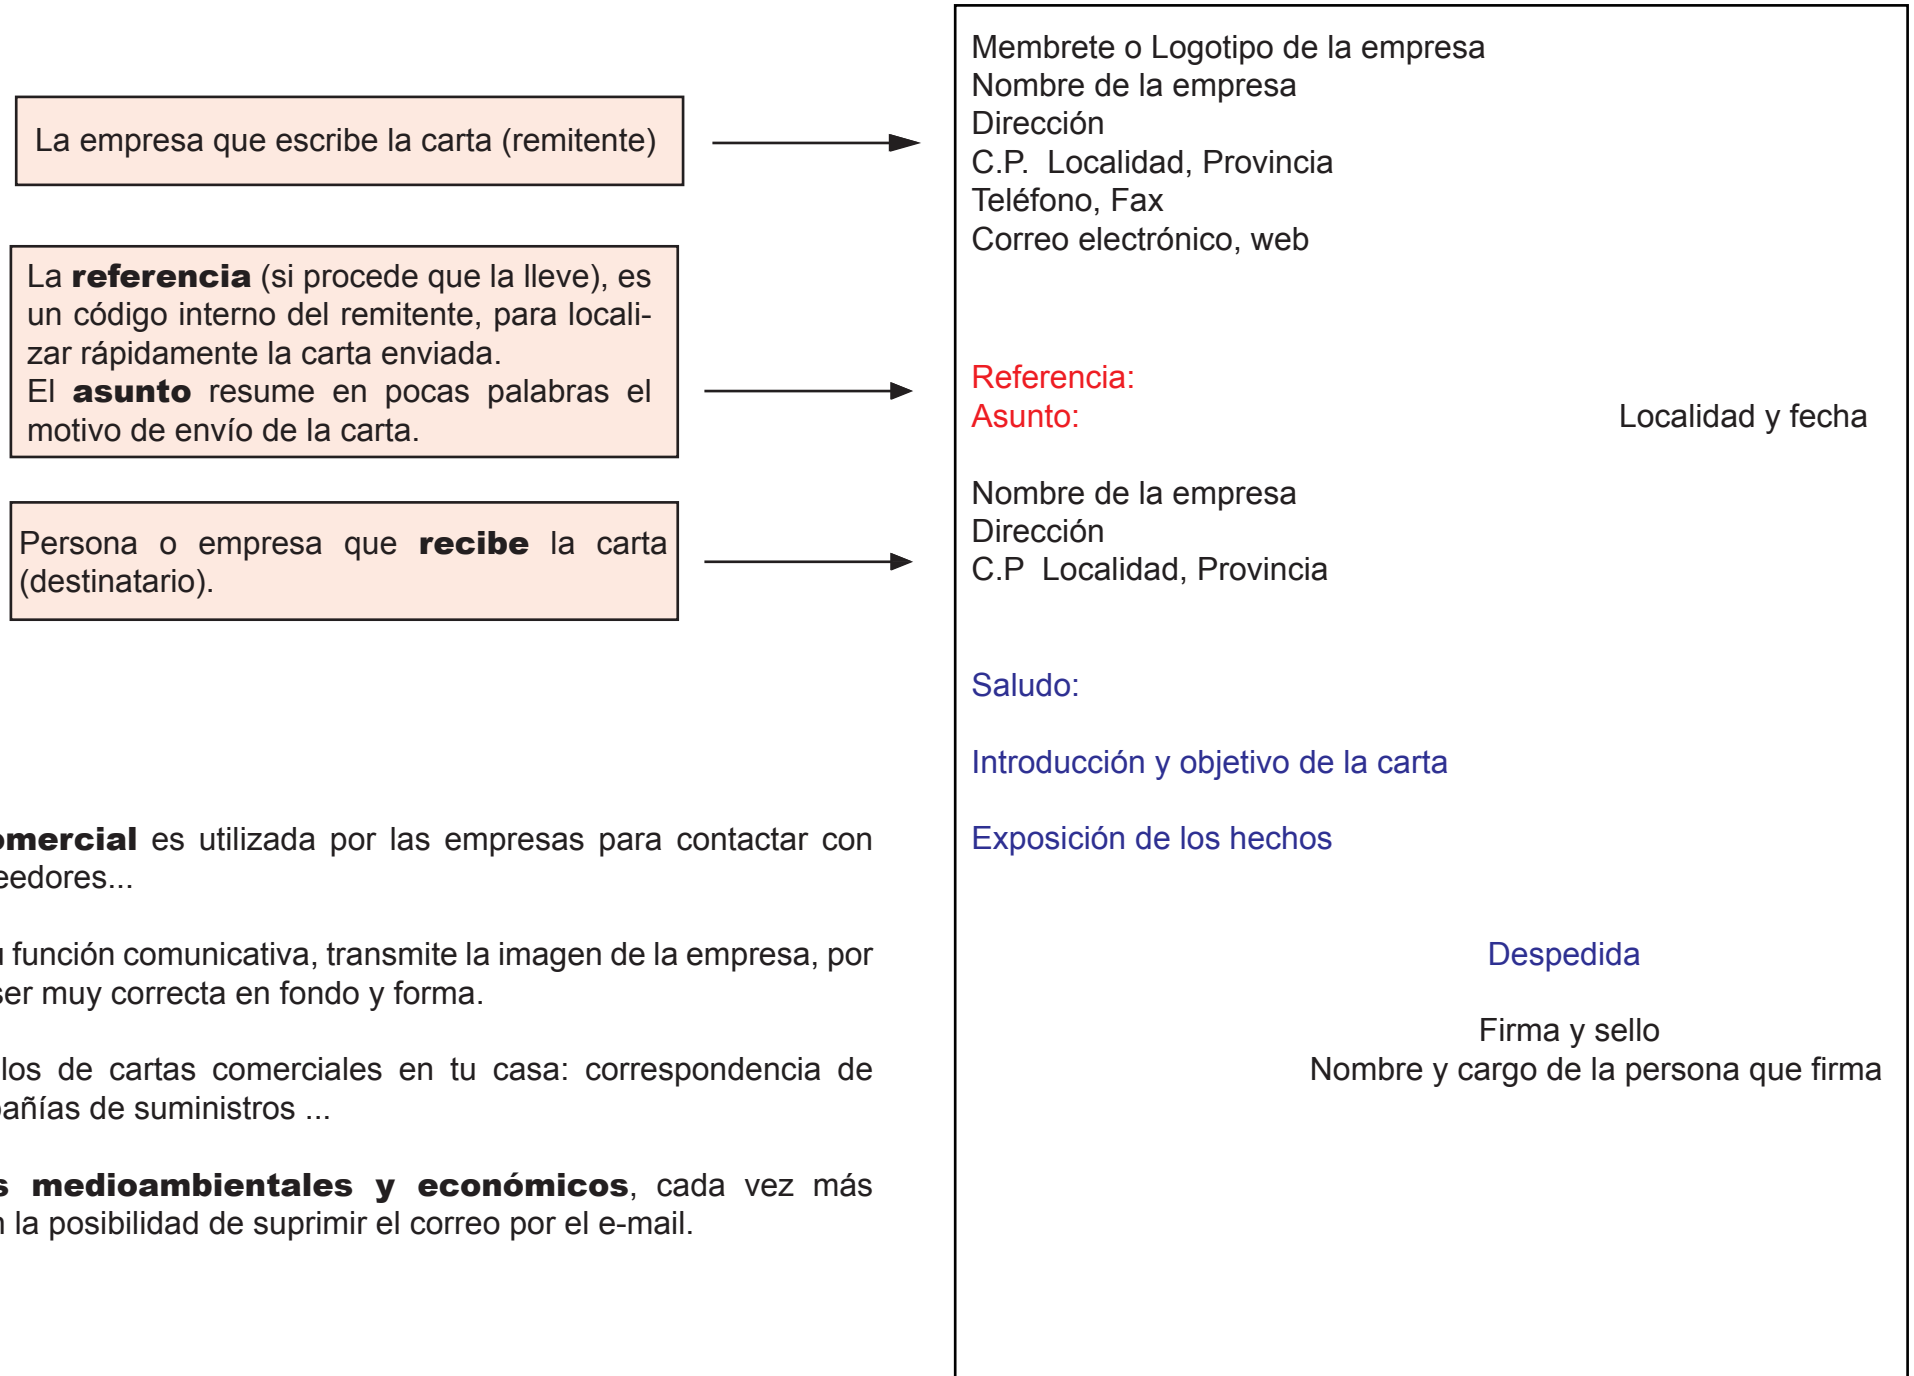 La empresa que escribe la carta (remitente)
La referencia (si procede que la lleve), es
un código interno del remitente, para locali-
zar rápidamente la carta enviada.
El asunto resume en pocas palabras el
motivo de envío de la carta.
Persona o empresa que recibe la carta
(destinatario).
omercial es utilizada por las empresas para contactar con
eedores...
función comunicativa, transmite la imagen de la empresa, por
ser muy correcta en fondo y forma.
los de cartas comerciales en tu casa: correspondencia de
pañías de suministros ...
s medioambientales y económicos, cada vez más
n la posibilidad de suprimir el correo por el e-mail.
Membrete o Logotipo de la empresa
Nombre de la empresa
Dirección
C.P. Localidad, Provincia
Teléfono, Fax
Correo electrónico, web
Referencia:
Asunto:
Localidad y fecha
Nombre de la empresa
Dirección
C.P Localidad, Provincia
Saludo:
Introducción y objetivo de la carta
Exposición de los hechos
Despedida
Firma y sello
Nombre y cargo de la persona que firma